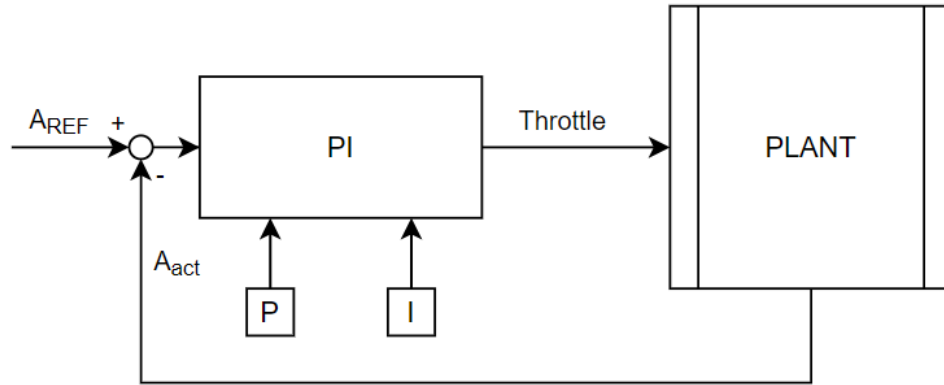 A_REF +
PI
Throttle
PLANT
-
A_act
P
I